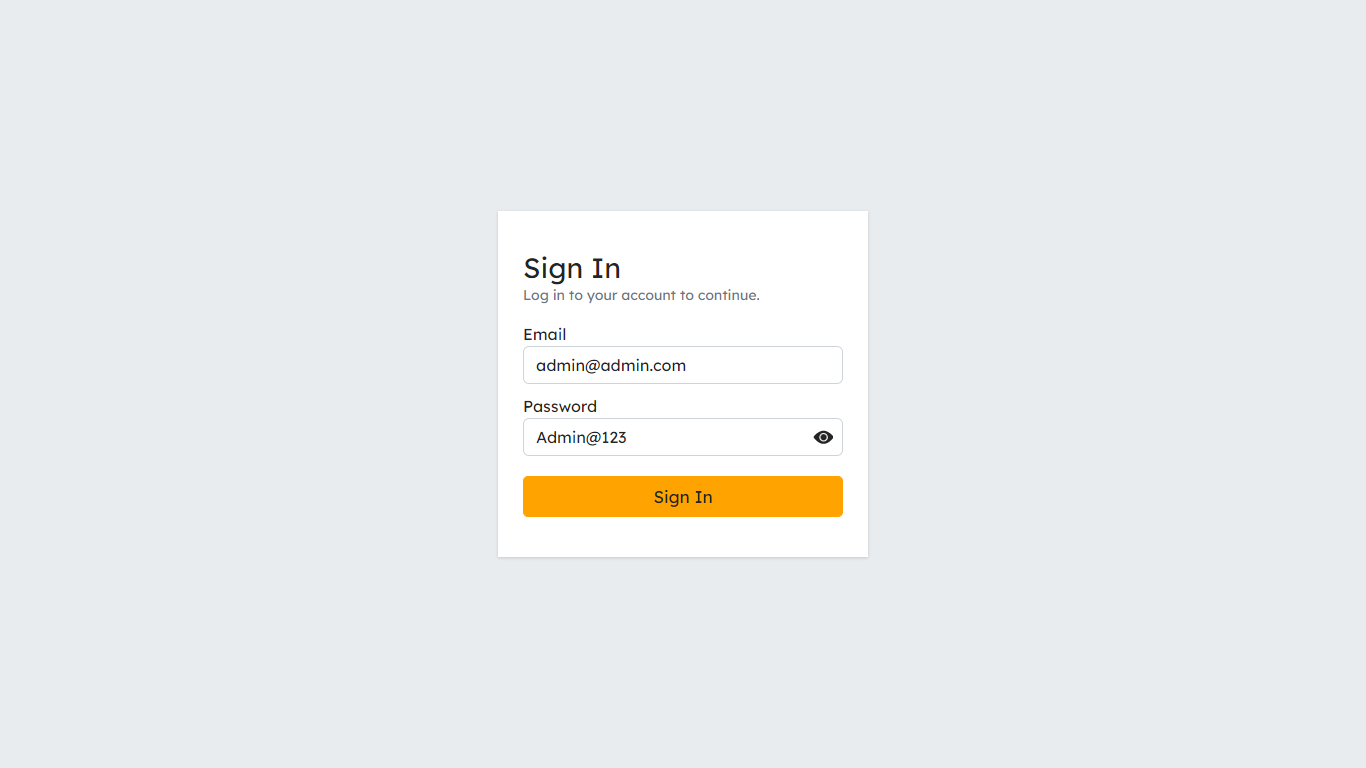 Sign In
Log in to your account to continue.
Email
admin@admin.com
Password
Admin@123
Sign In